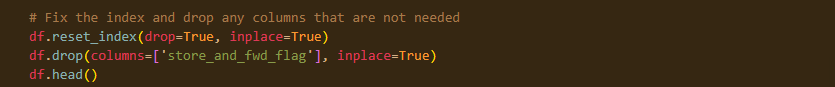 # Fix the index and drop any columns that are not needed
df.reset_index(drop=True, inplace=True)
df.drop(columns=['store_and_fwd_flag'], inplace=True)
df.head()